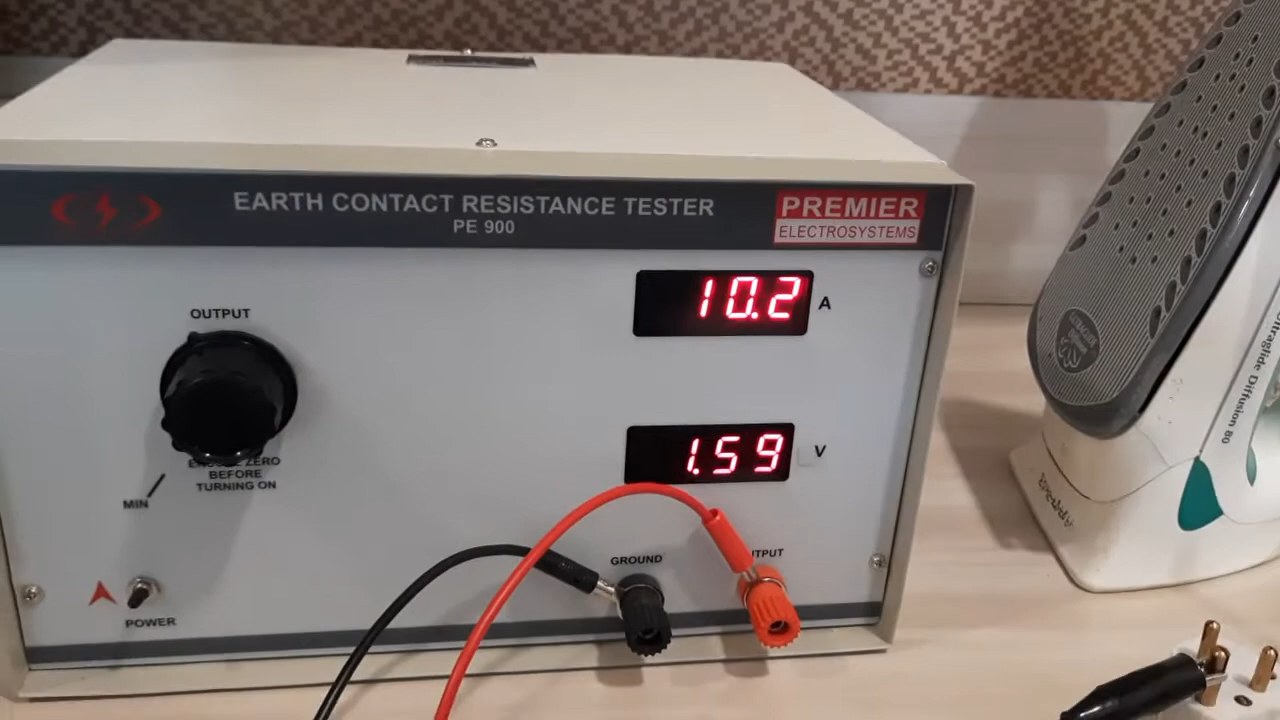 EARTH CONTACT RESISTANCE TESTER
PE 900
PREMIER
ELECTROSYSTEMS
OUTPUT
10.2 A
1.59 V
ZERO
BEFORE
TURNING ON
MIN
GROUND
POWER
Diffusion 80